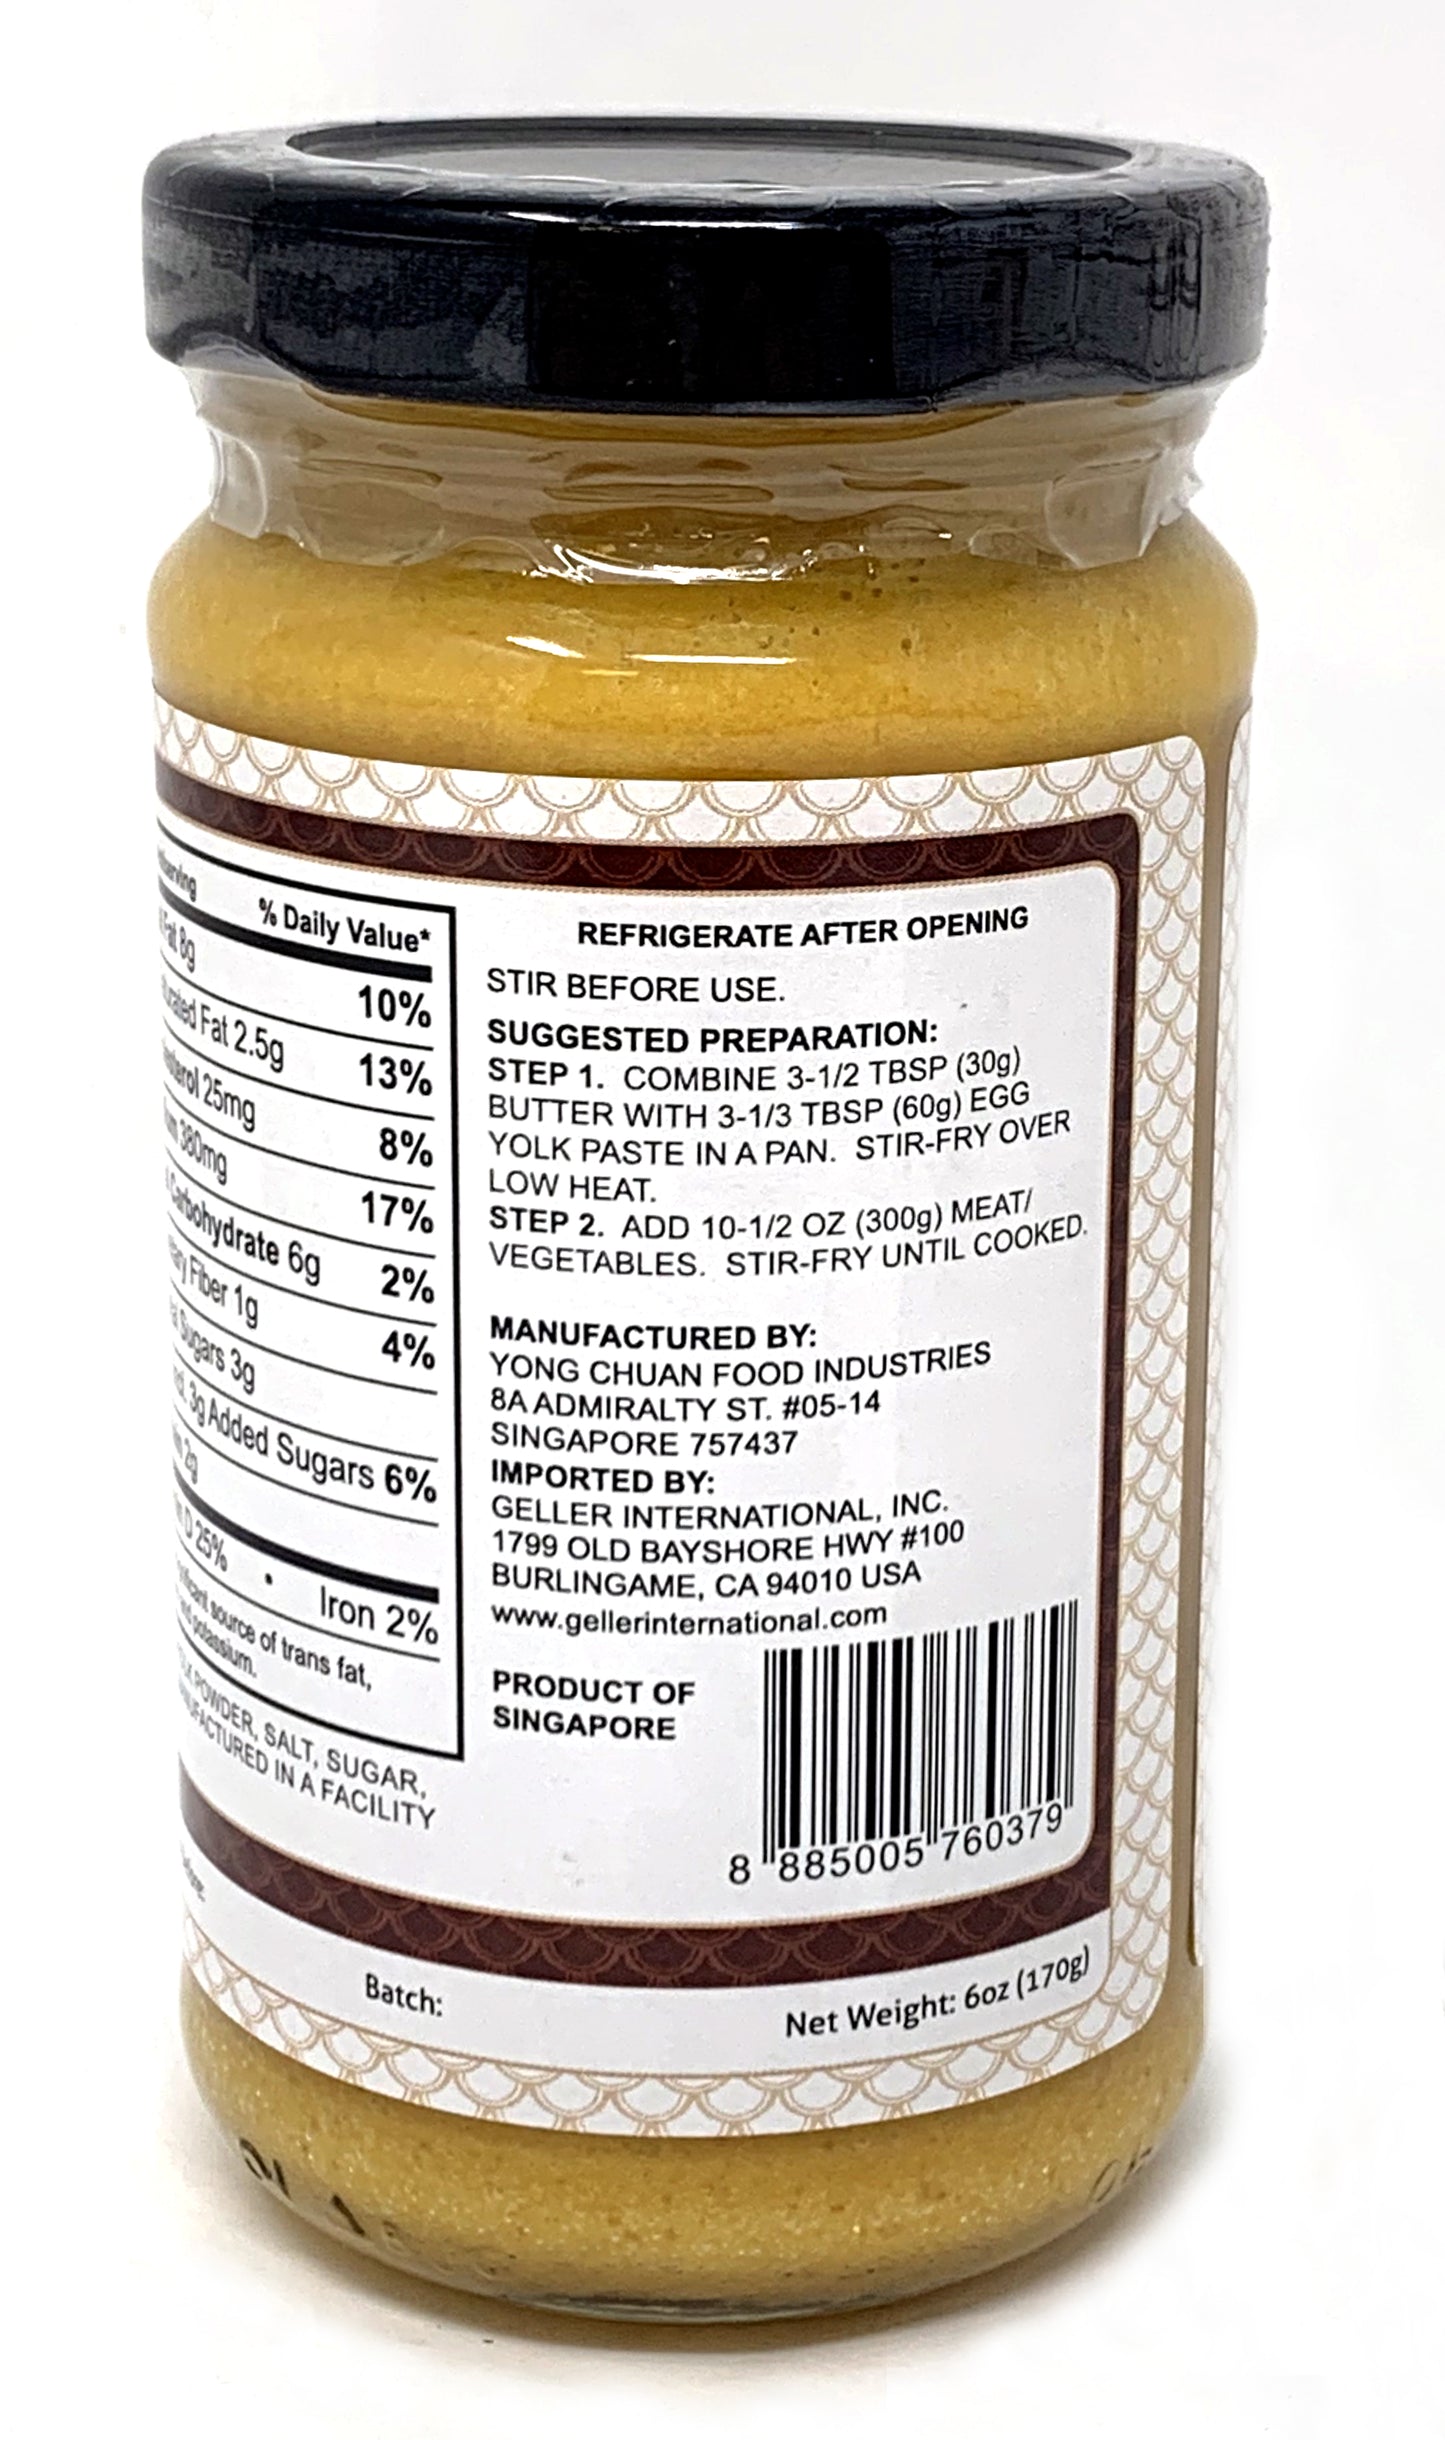 % Daily Value*
Fat 8g
10%
Fat 2.5g
13%
25mg
8%
380mg
17%
Carbohydrate 6g
2%
Fiber 1g
4%
Sugars 3g
3g Added Sugars 6%
2g
D 25% • Iron 2%
source of trans fat,
potassium.
POWDER, SALT, SUGAR,
IN A FACILITY
REFRIGERATE AFTER OPENING
STIR BEFORE USE.
SUGGESTED PREPARATION:
STEP 1. COMBINE 3-1/2 TBSP (30g)
BUTTER WITH 3-1/3 TBSP (60g) EGG
YOLK PASTE IN A PAN. STIR-FRY OVER
LOW HEAT.
STEP 2. ADD 10-1/2 OZ (300g) MEAT/
VEGETABLES. STIR-FRY UNTIL COOKED.
MANUFACTURED BY:
YONG CHUAN FOOD INDUSTRIES
8A ADMIRALTY ST. #05-14
SINGAPORE 757437
IMPORTED BY:
GELLER INTERNATIONAL, INC.
1799 OLD BAYSHORE HWY #100
BURLINGAME, CA 94010 USA
www.gellerinternational.com
PRODUCT OF
SINGAPORE
8 885005 760379
Batch:
Net Weight: 6oz (170g)